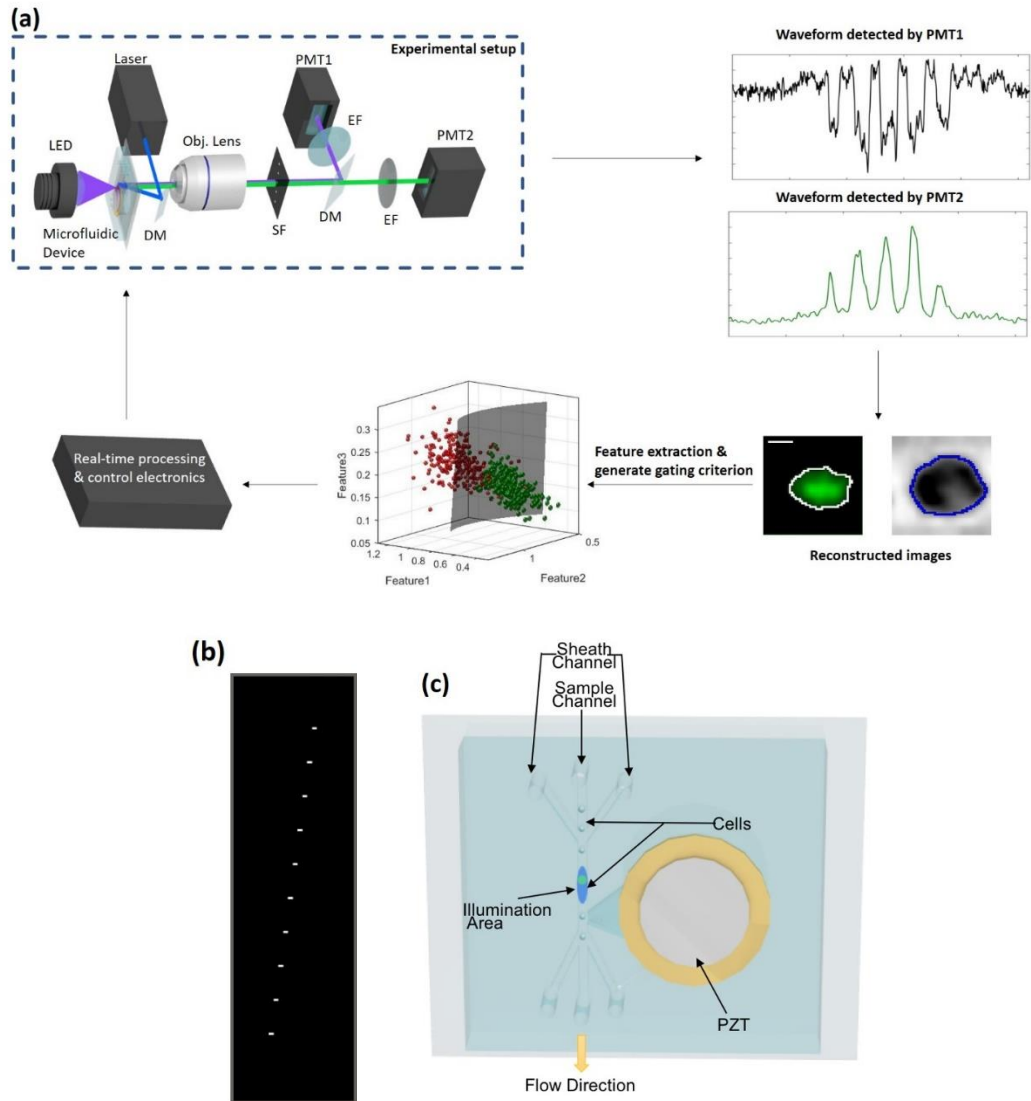 (a)
Experimental setup
Laser
PMT1
EF
PMT2
LED
Obj. Lens
Microfluidic
Device
DM
SF
DM
EF
Waveform detected by PMT1
Waveform detected by PMT2
Real-time processing
& control electronics
Feature3
0.3
0.25
0.2
0.15
0.1
0.05
1.2
1
0.8
0.6
0.4
Feature1
1
0.5
Feature2
Feature extraction &
generate gating criterion
Reconstructed images
(b)
(c)
Sheath
Channel
Sample
Channel
Cells
Illumination
Area
PZT
Flow Direction